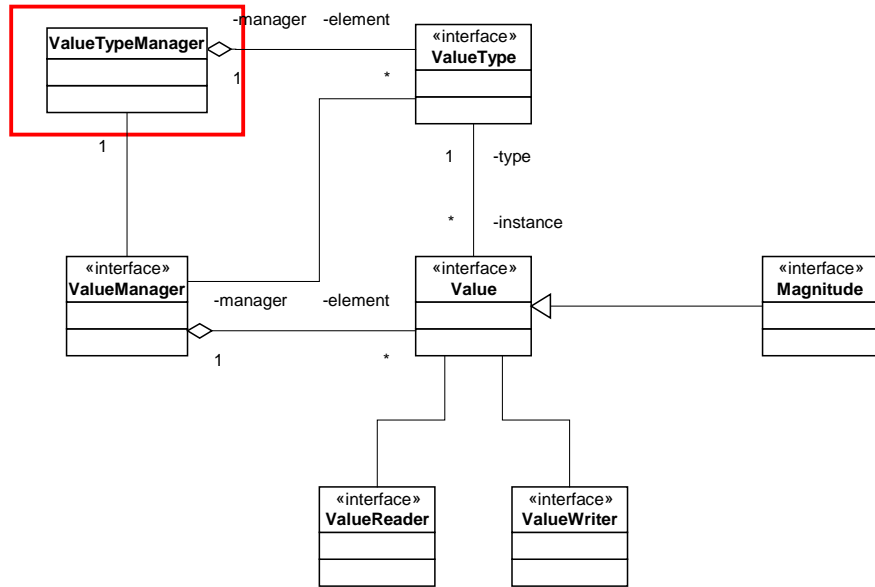 -manager -element
ValueTypeManager
«interface»
ValueType
1 *
1
1 -type
* -instance
«interface»
ValueManager
«interface»
Value
«interface»
Magnitude
-manager -element
1 *
«interface»
ValueReader
«interface»
ValueWriter